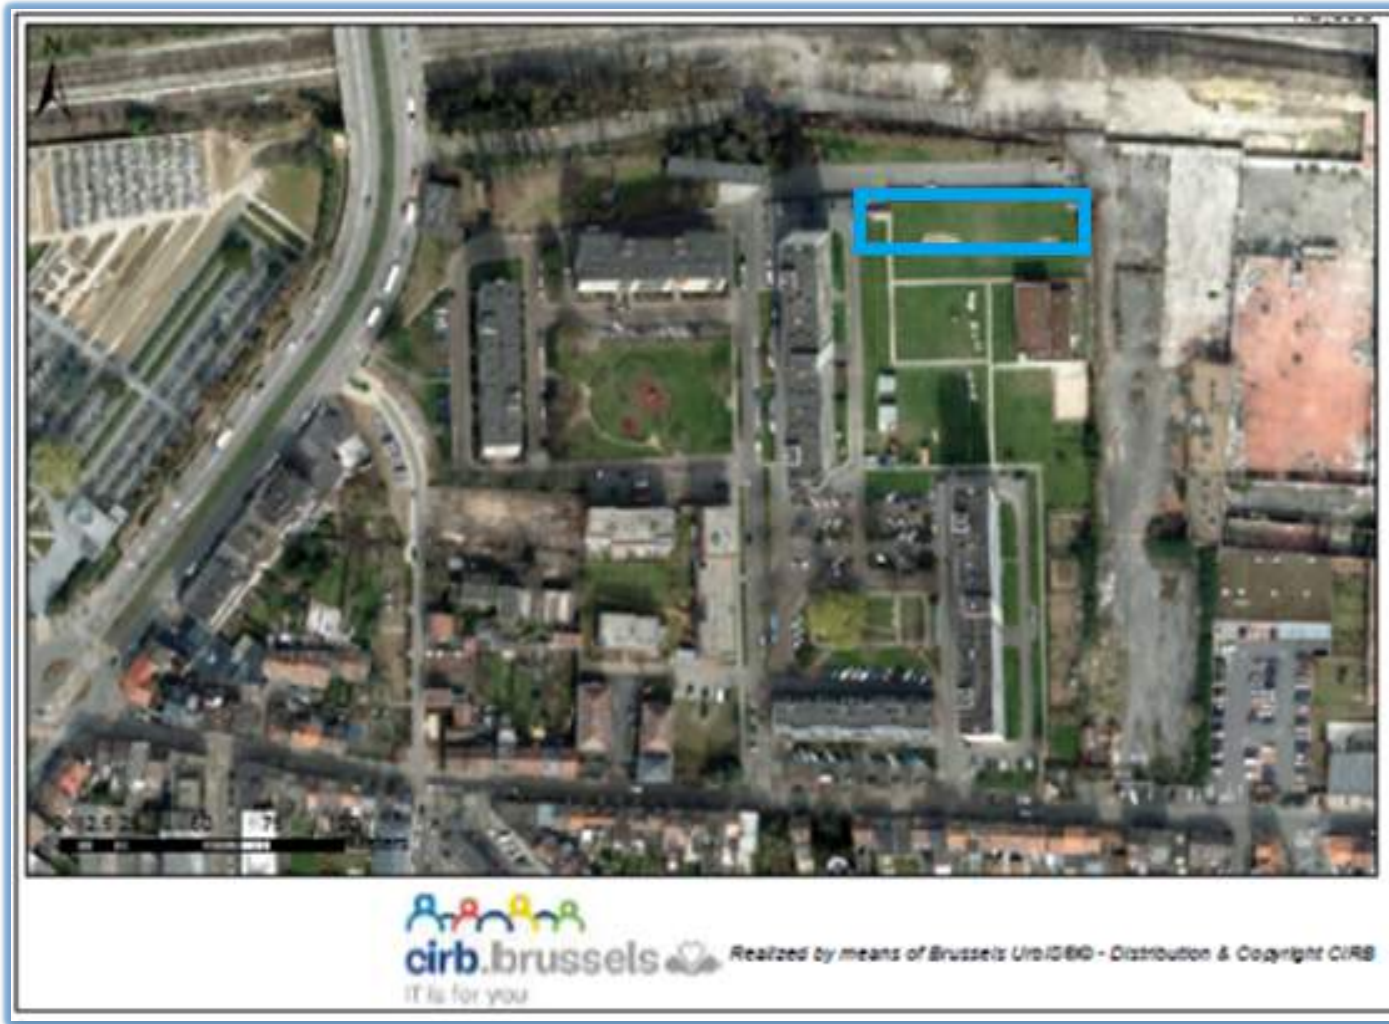 N
cirb.brussels
IT is for you
Realized by means of Brussels UrbIS®© - Distribution & Copyright CIRB